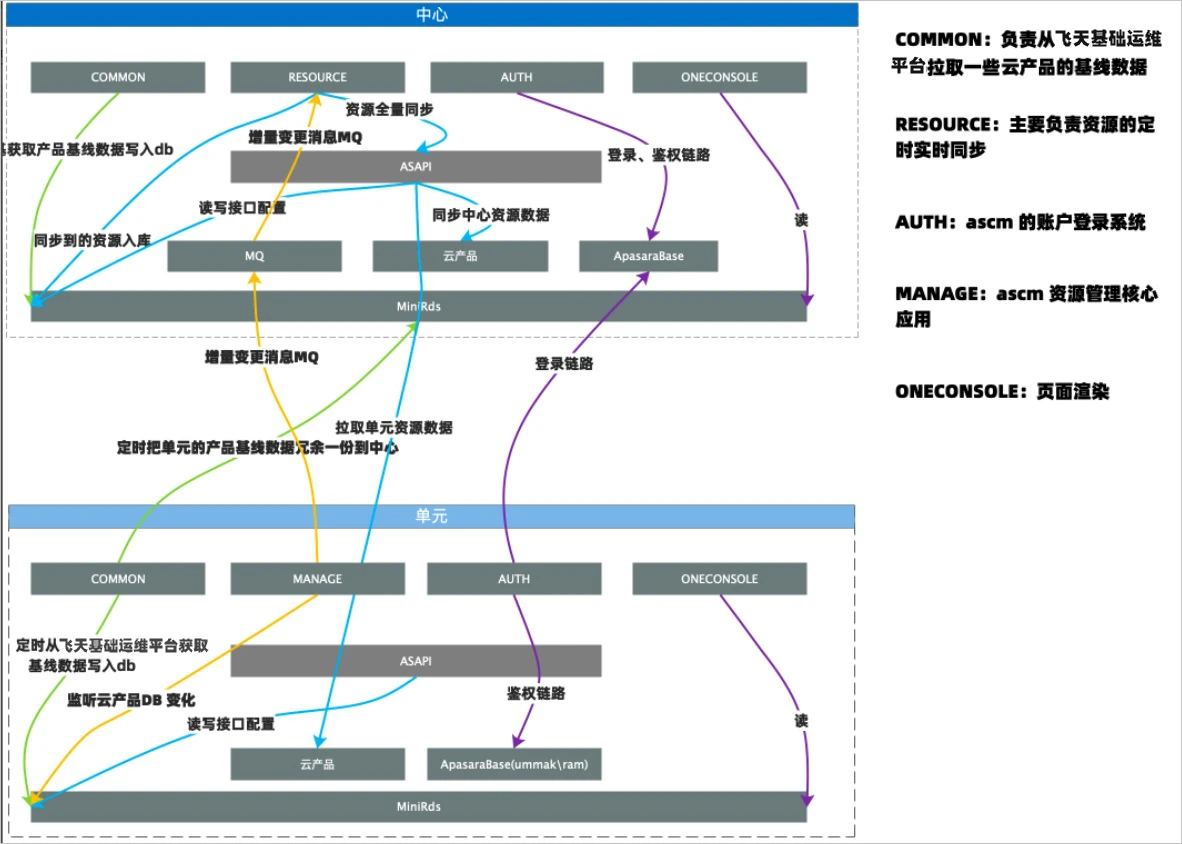 中心
COMMON
RESOURCE
AUTH
ONECONSOLE
资源全量同步
增量变更消息MQ
获取产品基线数据写入db
登录、鉴权链路
ASAPI
读写接口配置
同步中心资源数据
读
同步到的资源入库
MQ
云产品
ApasaraBase
MiniRds
增量变更消息MQ
登录链路
拉取单元资源数据
定时把单元的产品基线数据冗余一份到中心
单元
COMMON
MANAGE
AUTH
ONECONSOLE
定时从飞天基础运维平台获取
基线数据写入db
ASAPI
监听云产品DB 变化
鉴权链路
读写接口配置
读
云产品
ApasaraBase(ummak\ram)
MiniRds
COMMON：负责从飞天基础运维
平台拉取一些云产品的基线数据
RESOURCE：主要负责资源的定
时实时同步
AUTH：ascm 的账户登录系统
MANAGE：ascm 资源管理核心
应用
ONECONSOLE：页面渲染